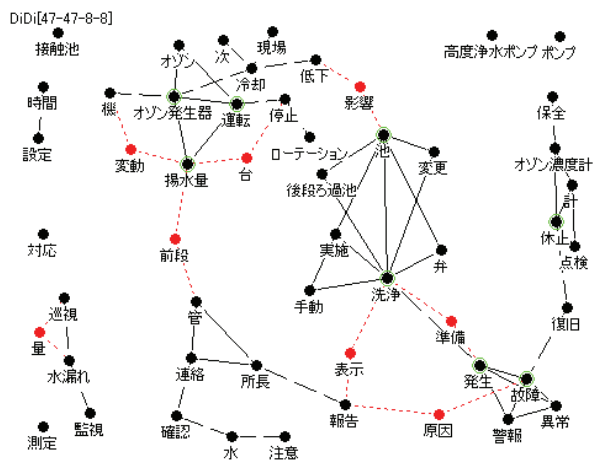 DiDi[47-47-8-8]
接触池
オゾン
次
現場
高度浄水ポンプ
ポンプ
冷却
低下
時間
機
オゾン発生器
運転
停止
影響
保全
設定
変動
揚水量
台
ローテーション
池
変更
オゾン濃度計
後段ろ過池
計
対応
前段
実施
弁
休止
点検
巡視
管
手動
洗浄
復旧
量
準備
水漏れ
連絡
所長
表示
発生
故障
測定
監視
確認
報告
原因
警報
異常
水
注意